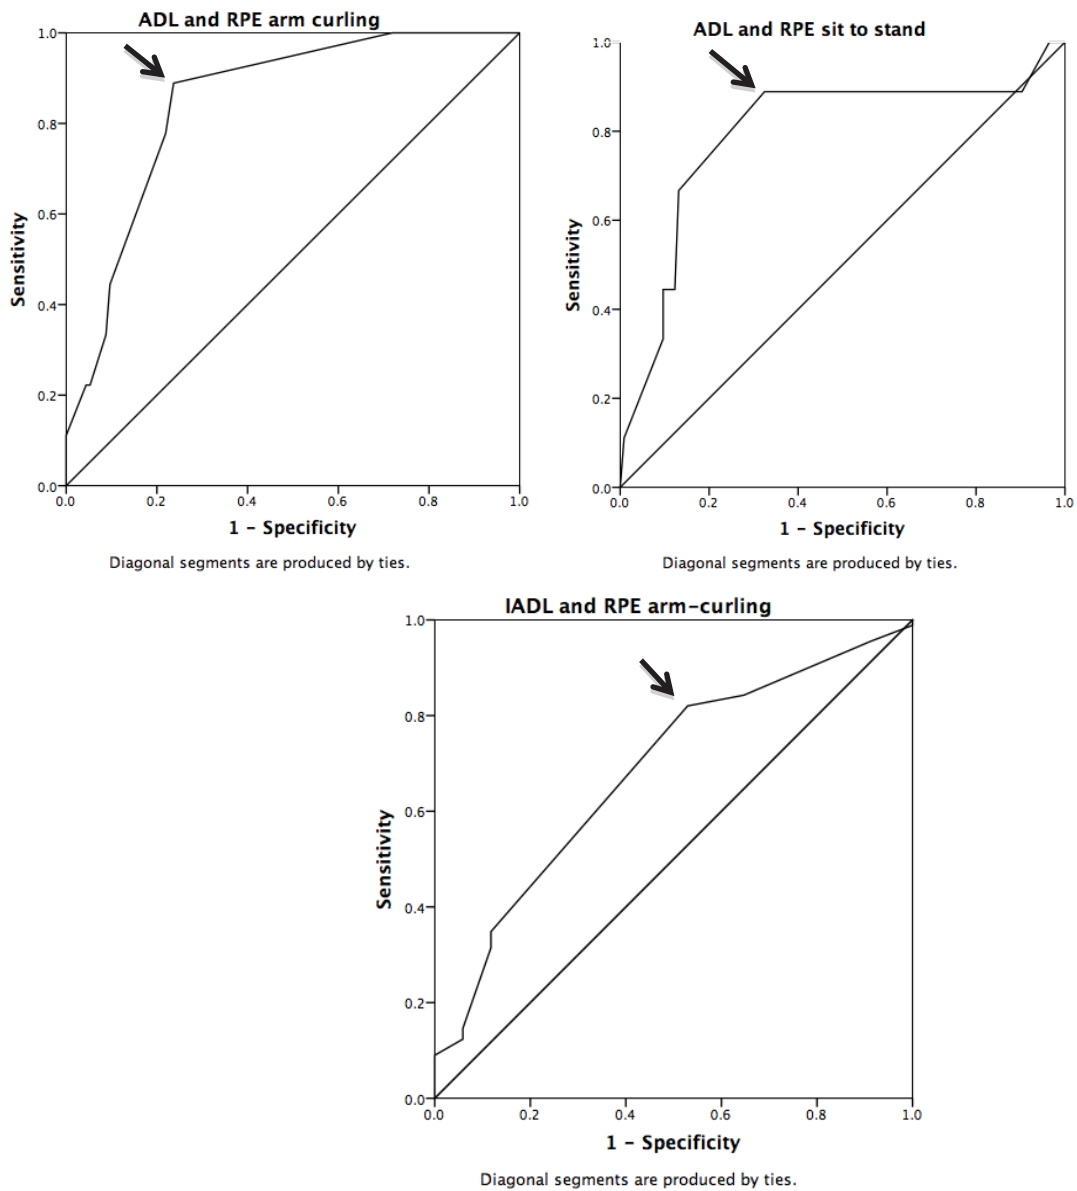 ADL and RPE arm curling
1.0
0.8
0.6
0.4
0.2
0.0
Sensitivity
0.0 0.2 0.4 0.6 0.8 1.0
1 - Specificity
Diagonal segments are produced by ties.
ADL and RPE sit to stand
1.0
0.8
0.6
0.4
0.2
0.0
Sensitivity
0.0 0.2 0.4 0.6 0.8 1.0
1 - Specificity
Diagonal segments are produced by ties.
IADL and RPE arm-curling
1.0
0.8
0.6
0.4
0.2
0.0
Sensitivity
0.0 0.2 0.4 0.6 0.8 1.0
1 - Specificity
Diagonal segments are produced by ties.